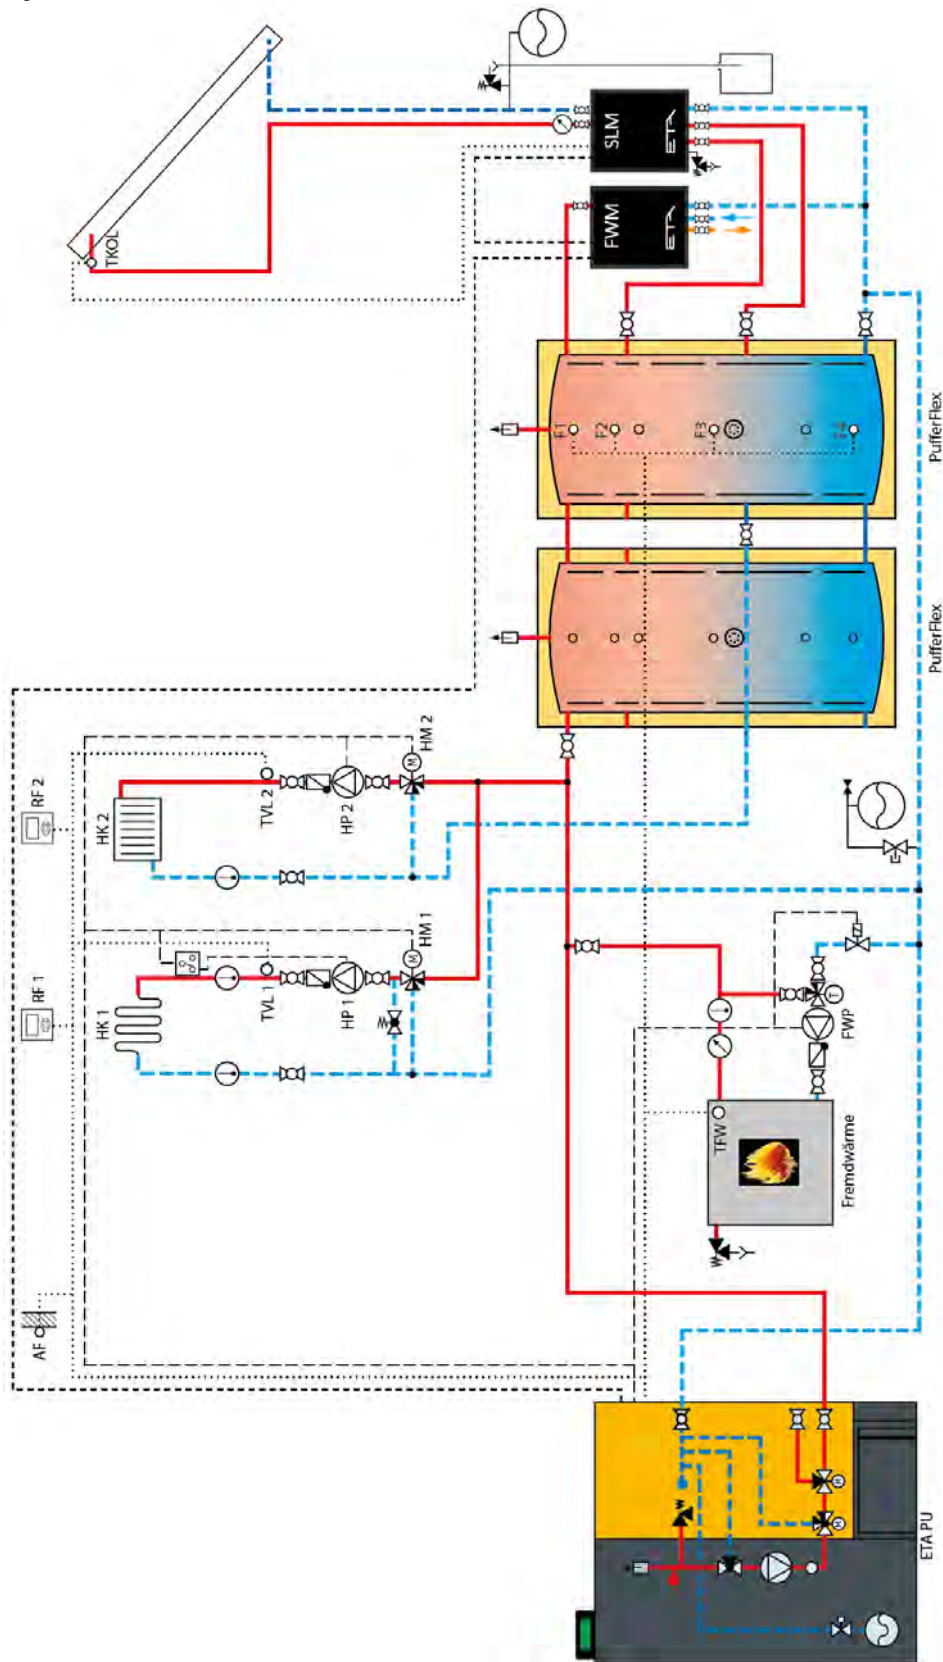 TKOL
SLM
ETA
FWM
ETA
F1
F2
F3
F4
PufferFlex
PufferFlex
RF 2
HK 2
TVL 2
HP 2
HM 2
M
RF 1
HK 1
TVL 1
HP 1
HM 1
M
AF
TFW
Fremdwärme
FWP
T
M
M
ETA PU